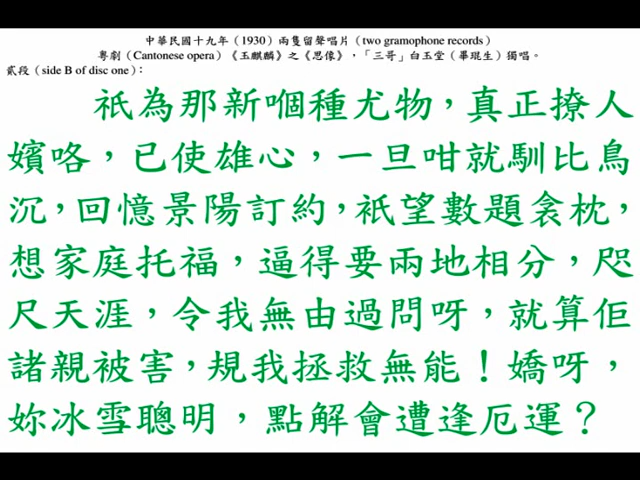 中華民國十九年（1930）兩隻留聲唱片（two gramophone records）
粵劇（Cantonese opera）《玉麒麟》之《思像》，「三哥」白玉堂（畢琨生）獨唱。
貳段（side B of disc one）：
祇為那新嗰種尤物，真正撩人
嬪咯，已使雄心，一旦咁就馴比鳥
沉，回憶景陽訂約，祇望數題衾枕，
想家庭托福，逼得要兩地相分，咫
尺天涯，令我無由過問呀，就算佢
諸親被害，規我拯救無能！嬌呀，
妳冰雪聰明，點解會遭逢厄運？